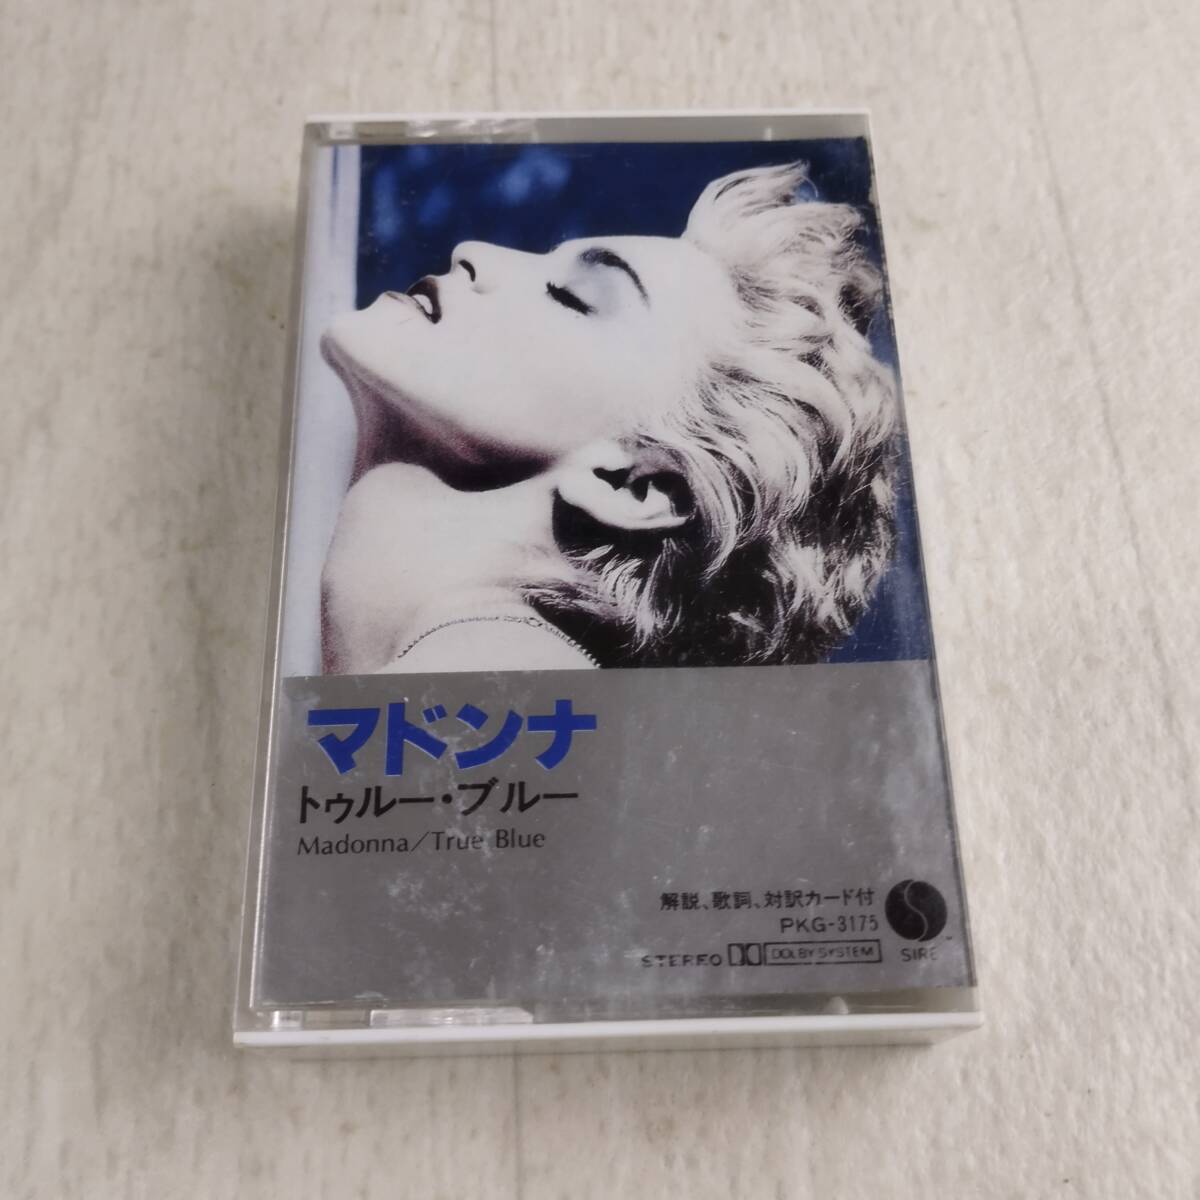 マドンナ
トゥルー・ブルー
Madonna/True Blue
解説、歌詞、対訳カード付
PKG-3175
STEREO DOLBY SYSTEM
SIRE